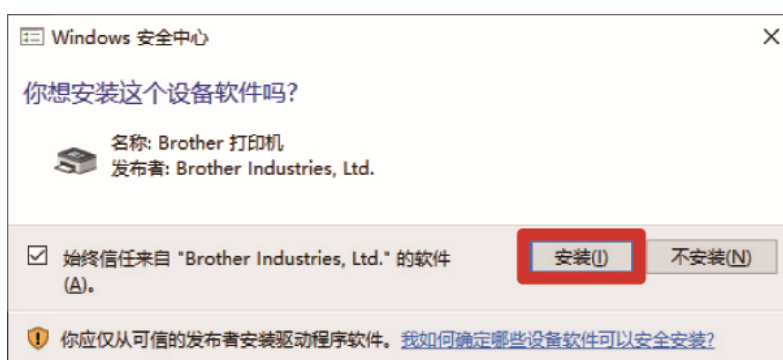 Windows 安全中心
你想安装这个设备软件吗?
名称: Brother 打印机
发布者: Brother Industries, Ltd.
始终信任来自 "Brother Industries, Ltd." 的软件
(A)。
安装(I)
不安装(N)
你应仅从可信的发布者安装驱动程序软件。我如何确定哪些设备软件可以安全安装?